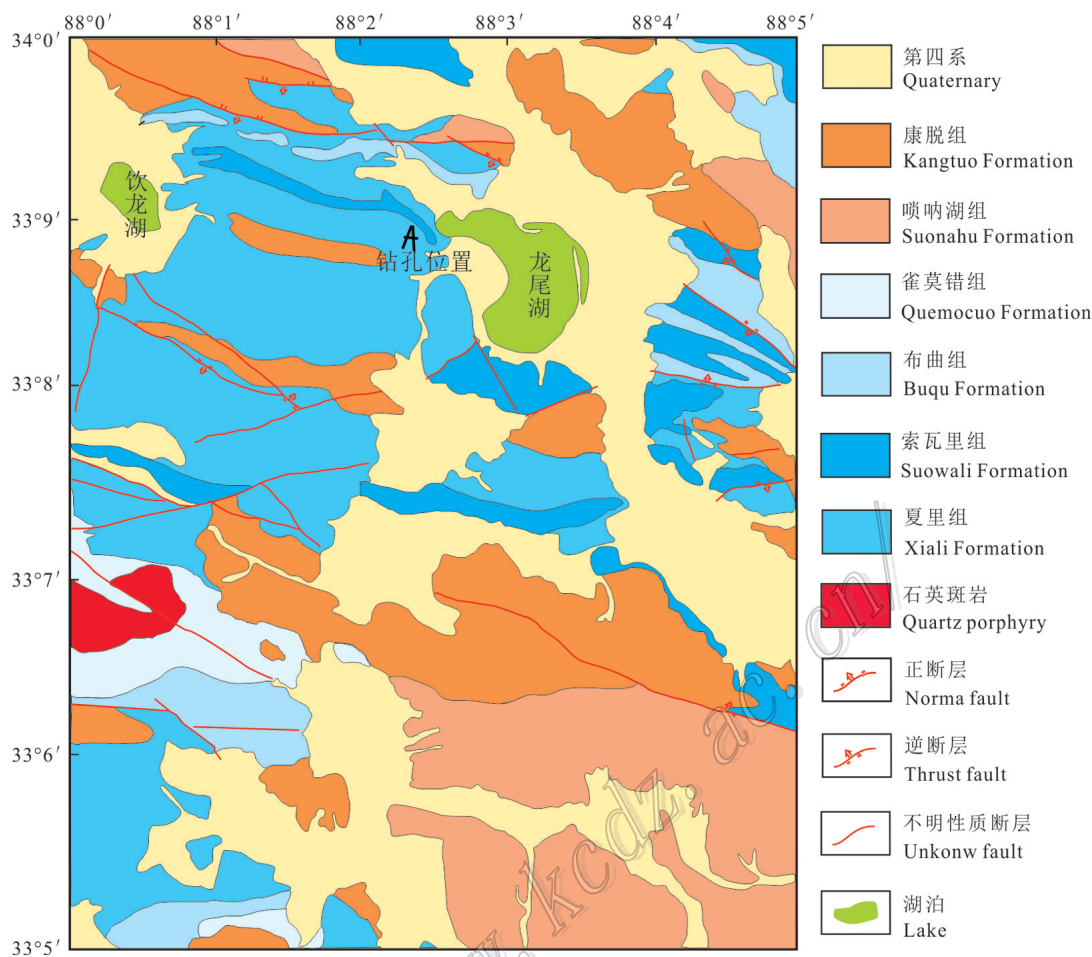 88°0′ 88°1′ 88°2′ 88°3′ 88°4′ 88°5′
34°0′
33°9′
33°8′
33°7′
33°6′
33°5′
饮龙湖
钻孔位置
龙尾湖
第四系
Quaternary
康脱组
Kangtuo Formation
唢呐湖组
Suonahu Formation
雀莫错组
Quemocuo Formation
布曲组
Buqu Formation
索瓦里组
Suowali Formation
夏里组
Xiali Formation
石英斑岩
Quartz porphyry
正断层
Norma fault
逆断层
Thrust fault
不明性质断层
Unkonw fault
湖泊
Lake
.kcdz.ac.cn/